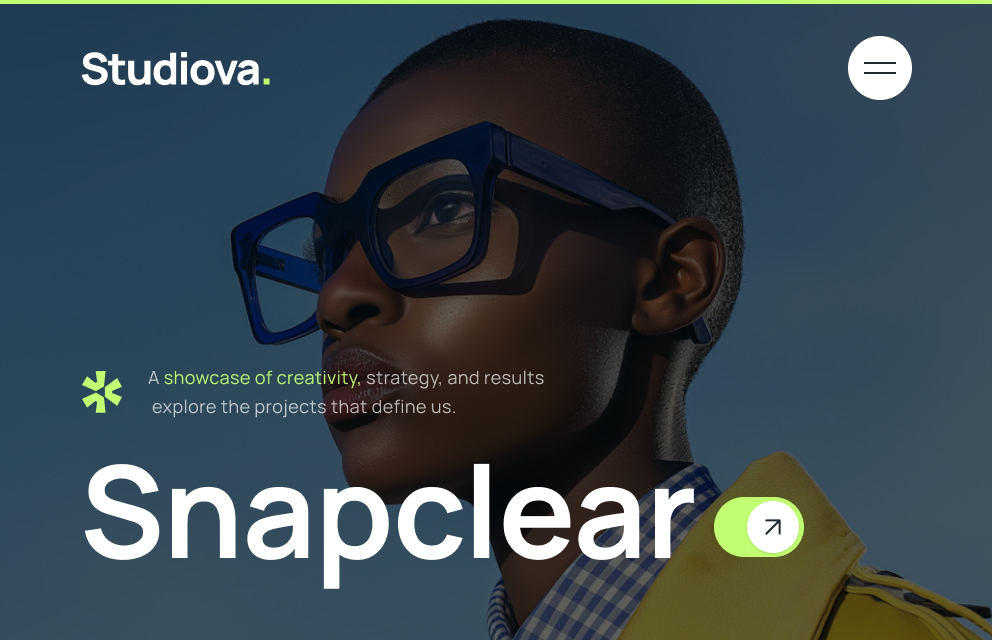 Studiova.
A showcase of creativity, strategy, and results
explore the projects that define us.
Snapclear